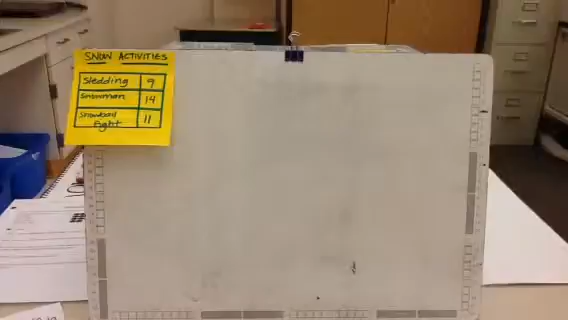 SNOW ACTIVITIES
Sledding 9
Snowman 14
Snowball
fight 11